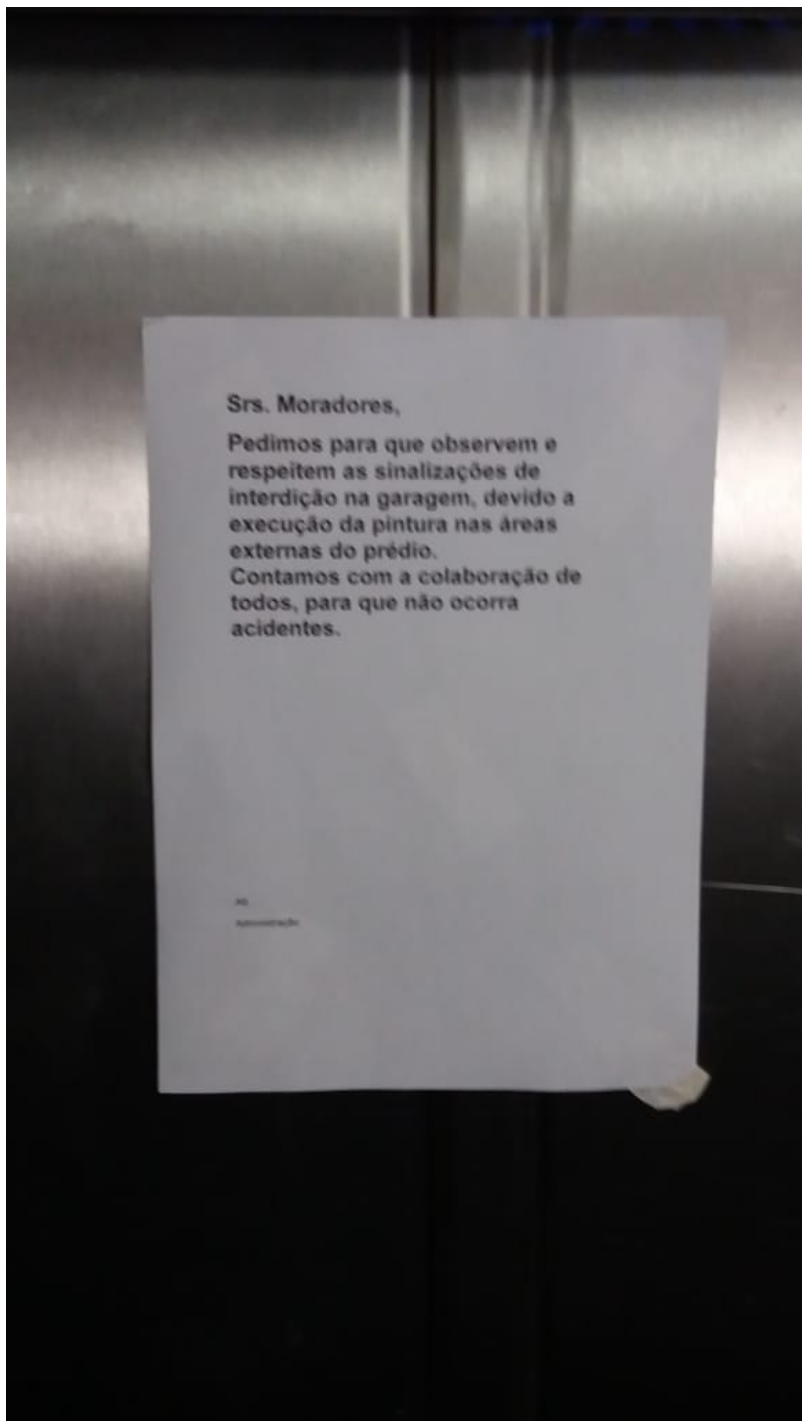 Srs. Moradores,
Pedimos para que observem e
respeitem as sinalizações de
interdição na garagem, devido a
execução da pintura nas áreas
externas do prédio.
Contamos com a colaboração de
todos, para que não ocorra
acidentes.
Administração